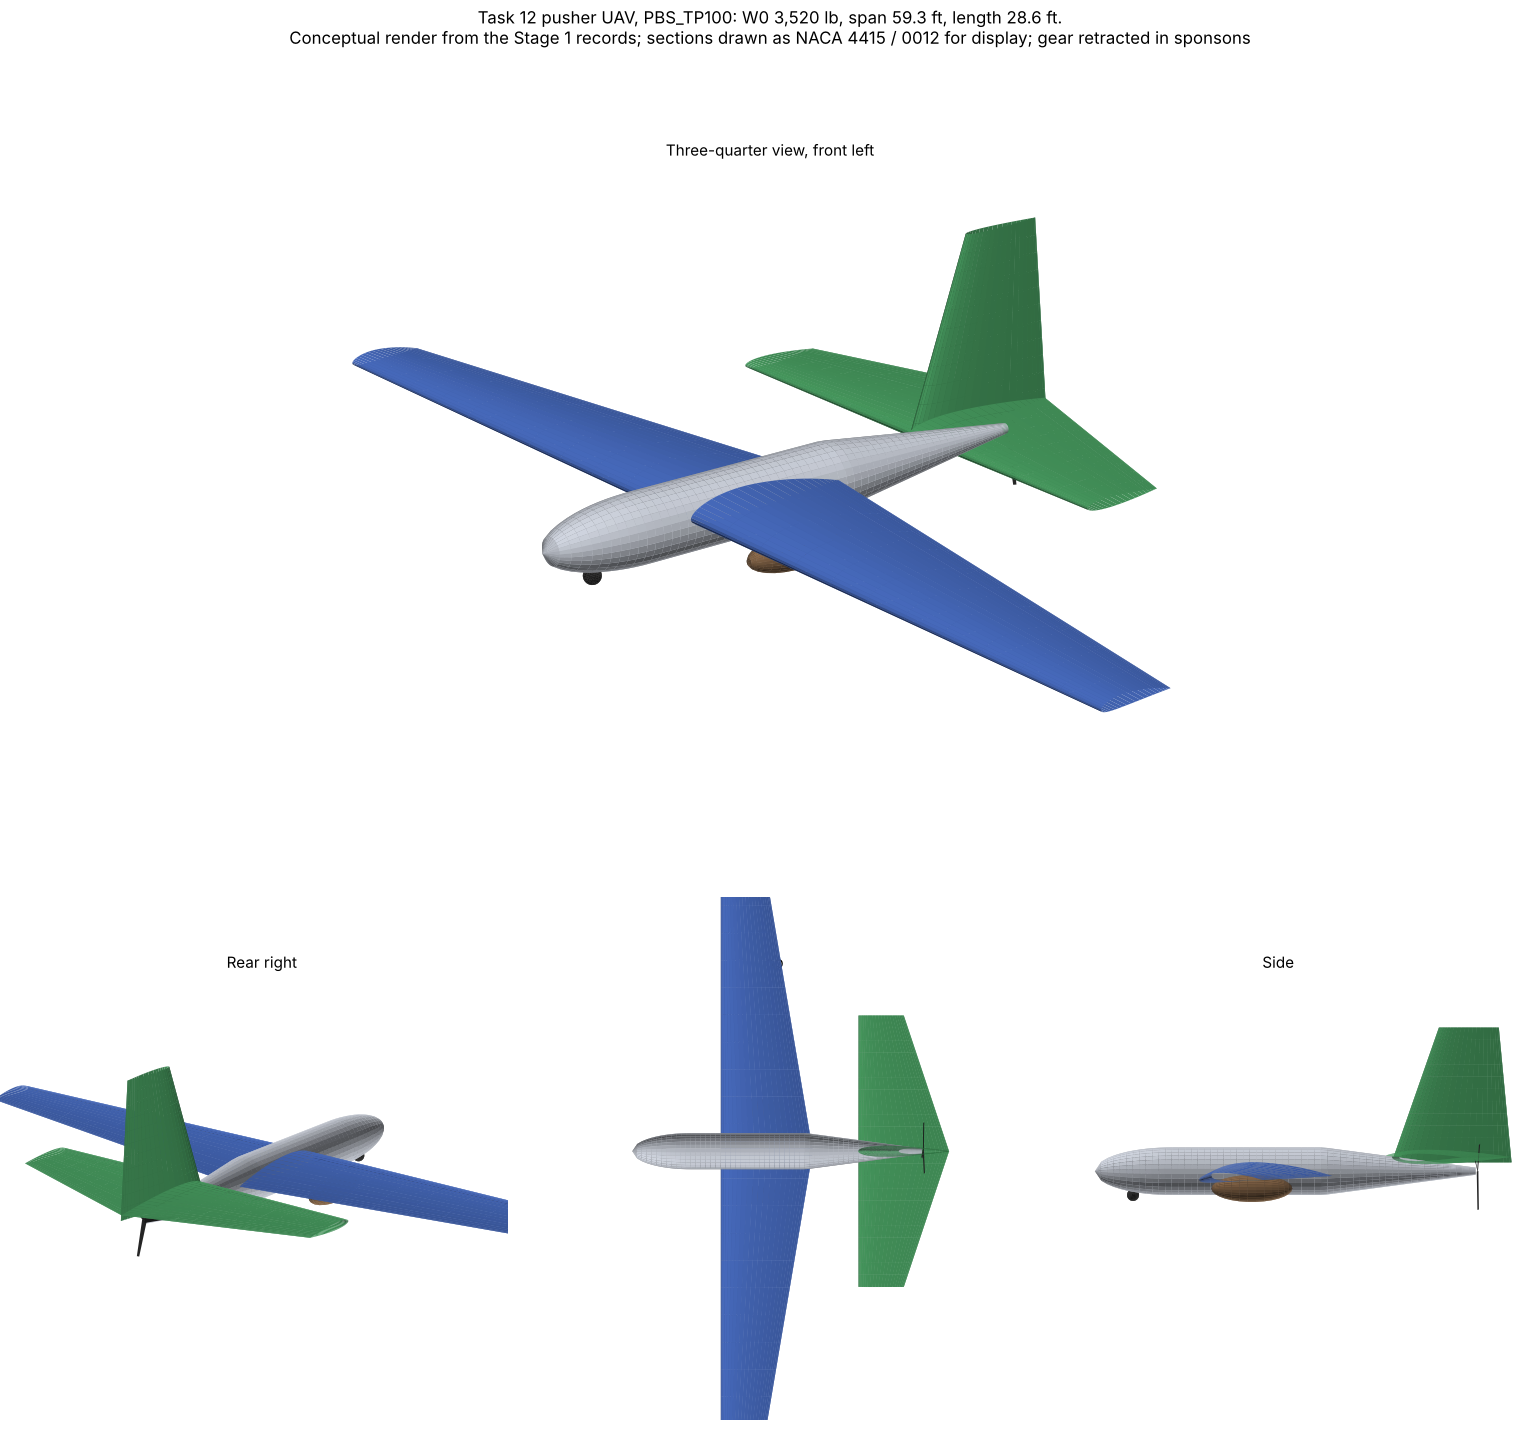 Task 12 pusher UAV, PBS_TP100: W0 3,520 lb, span 59.3 ft, length 28.6 ft.
Conceptual render from the Stage 1 records; sections drawn as NACA 4415 / 0012 for display; gear retracted in sponsons
Three-quarter view, front left
Rear right
Side